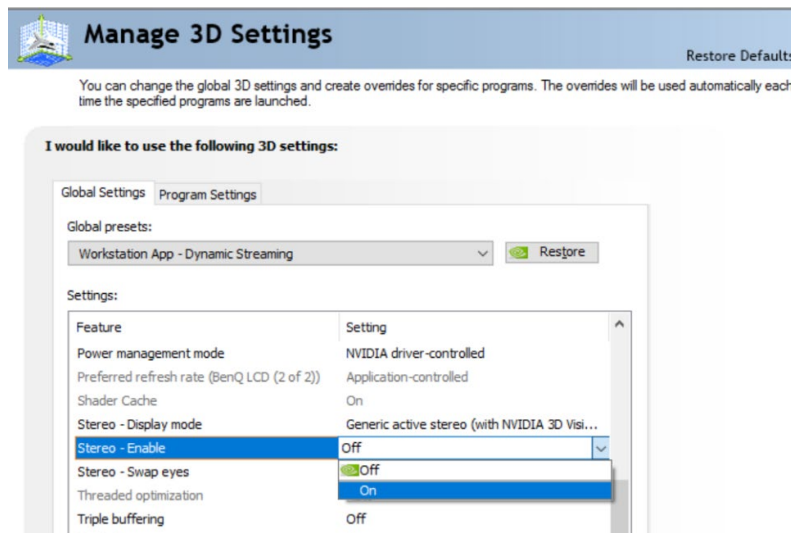 Manage 3D Settings
Restore Defaults
You can change the global 3D settings and create overrides for specific programs. The overrides will be used automatically each
time the specified programs are launched.
I would like to use the following 3D settings:
Global Settings Program Settings
Global presets:
Workstation App - Dynamic Streaming Restore
Settings:
Feature Setting
Power management mode NVIDIA driver-controlled
Preferred refresh rate (BenQ LCD (2 of 2)) Application-controlled
Shader Cache On
Stereo - Display mode Generic active stereo (with NVIDIA 3D Visi...
Stereo - Enable Off
Stereo - Swap eyes Off
Threaded optimization On
Triple buffering Off